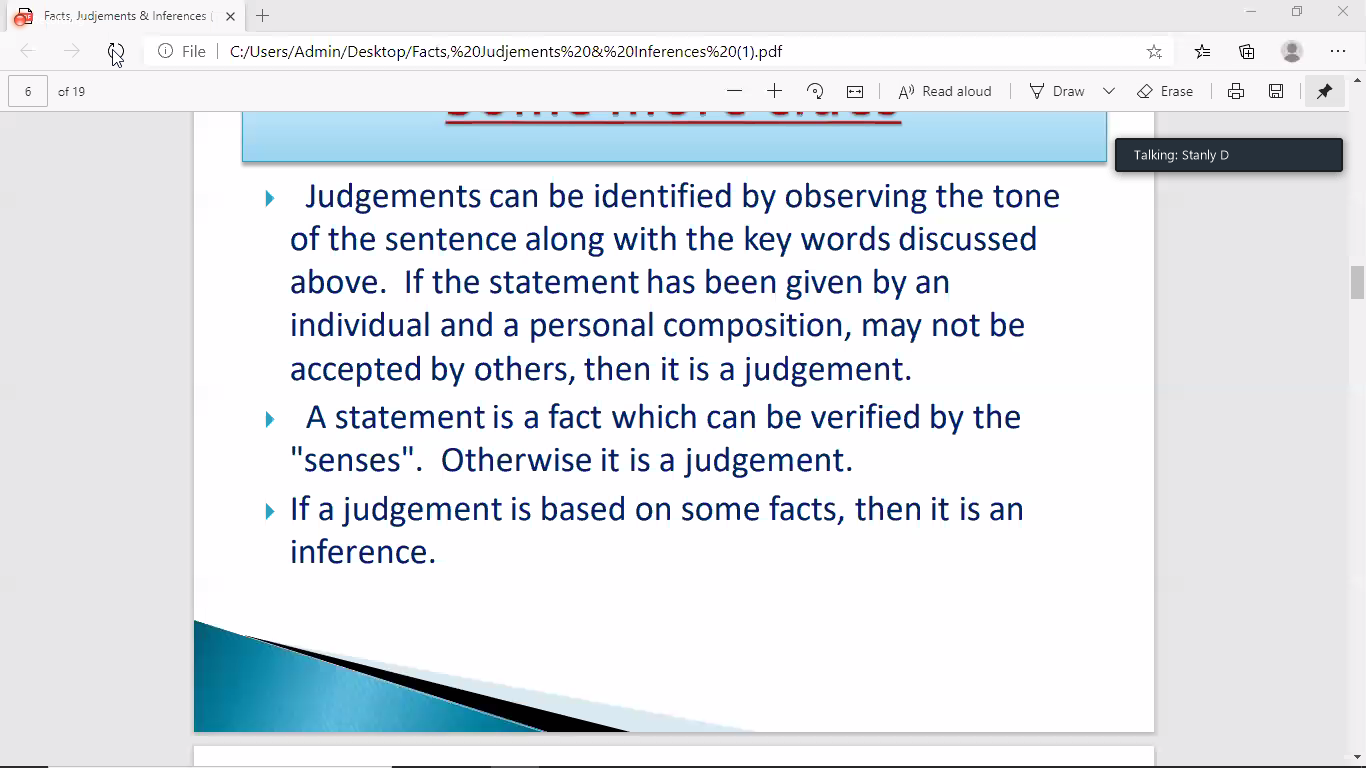 Facts, Judjements & Inferences (
File C:/Users/Admin/Desktop/Facts,%20Judjements%20&%20Inferences%20(1).pdf
6 of 19 Read aloud Draw Erase
Talking: Stanly D
Judgements can be identified by observing the tone
of the sentence along with the key words discussed
above. If the statement has been given by an
individual and a personal composition, may not be
accepted by others, then it is a judgement.
A statement is a fact which can be verified by the
"senses". Otherwise it is a judgement.
If a judgement is based on some facts, then it is an
inference.